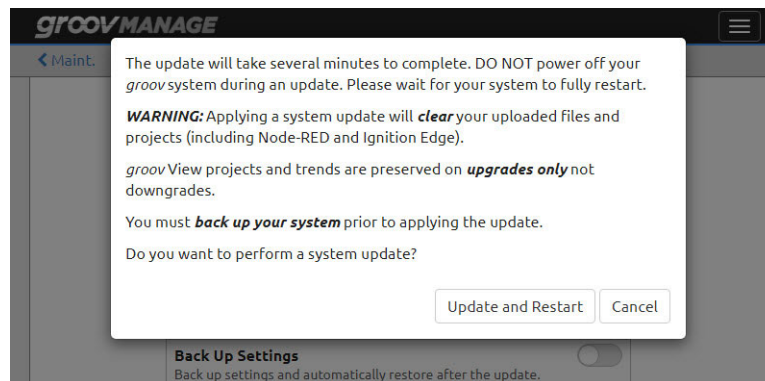 groov MANAGE
Maint.
The update will take several minutes to complete. DO NOT power off your
groov system during an update. Please wait for your system to fully restart.
WARNING: Applying a system update will clear your uploaded files and
projects (including Node-RED and Ignition Edge).
groov View projects and trends are preserved on upgrades only not
downgrades.
You must back up your system prior to applying the update.
Do you want to perform a system update?
Update and Restart Cancel
Back Up Settings
Back up settings and automatically restore after the update.